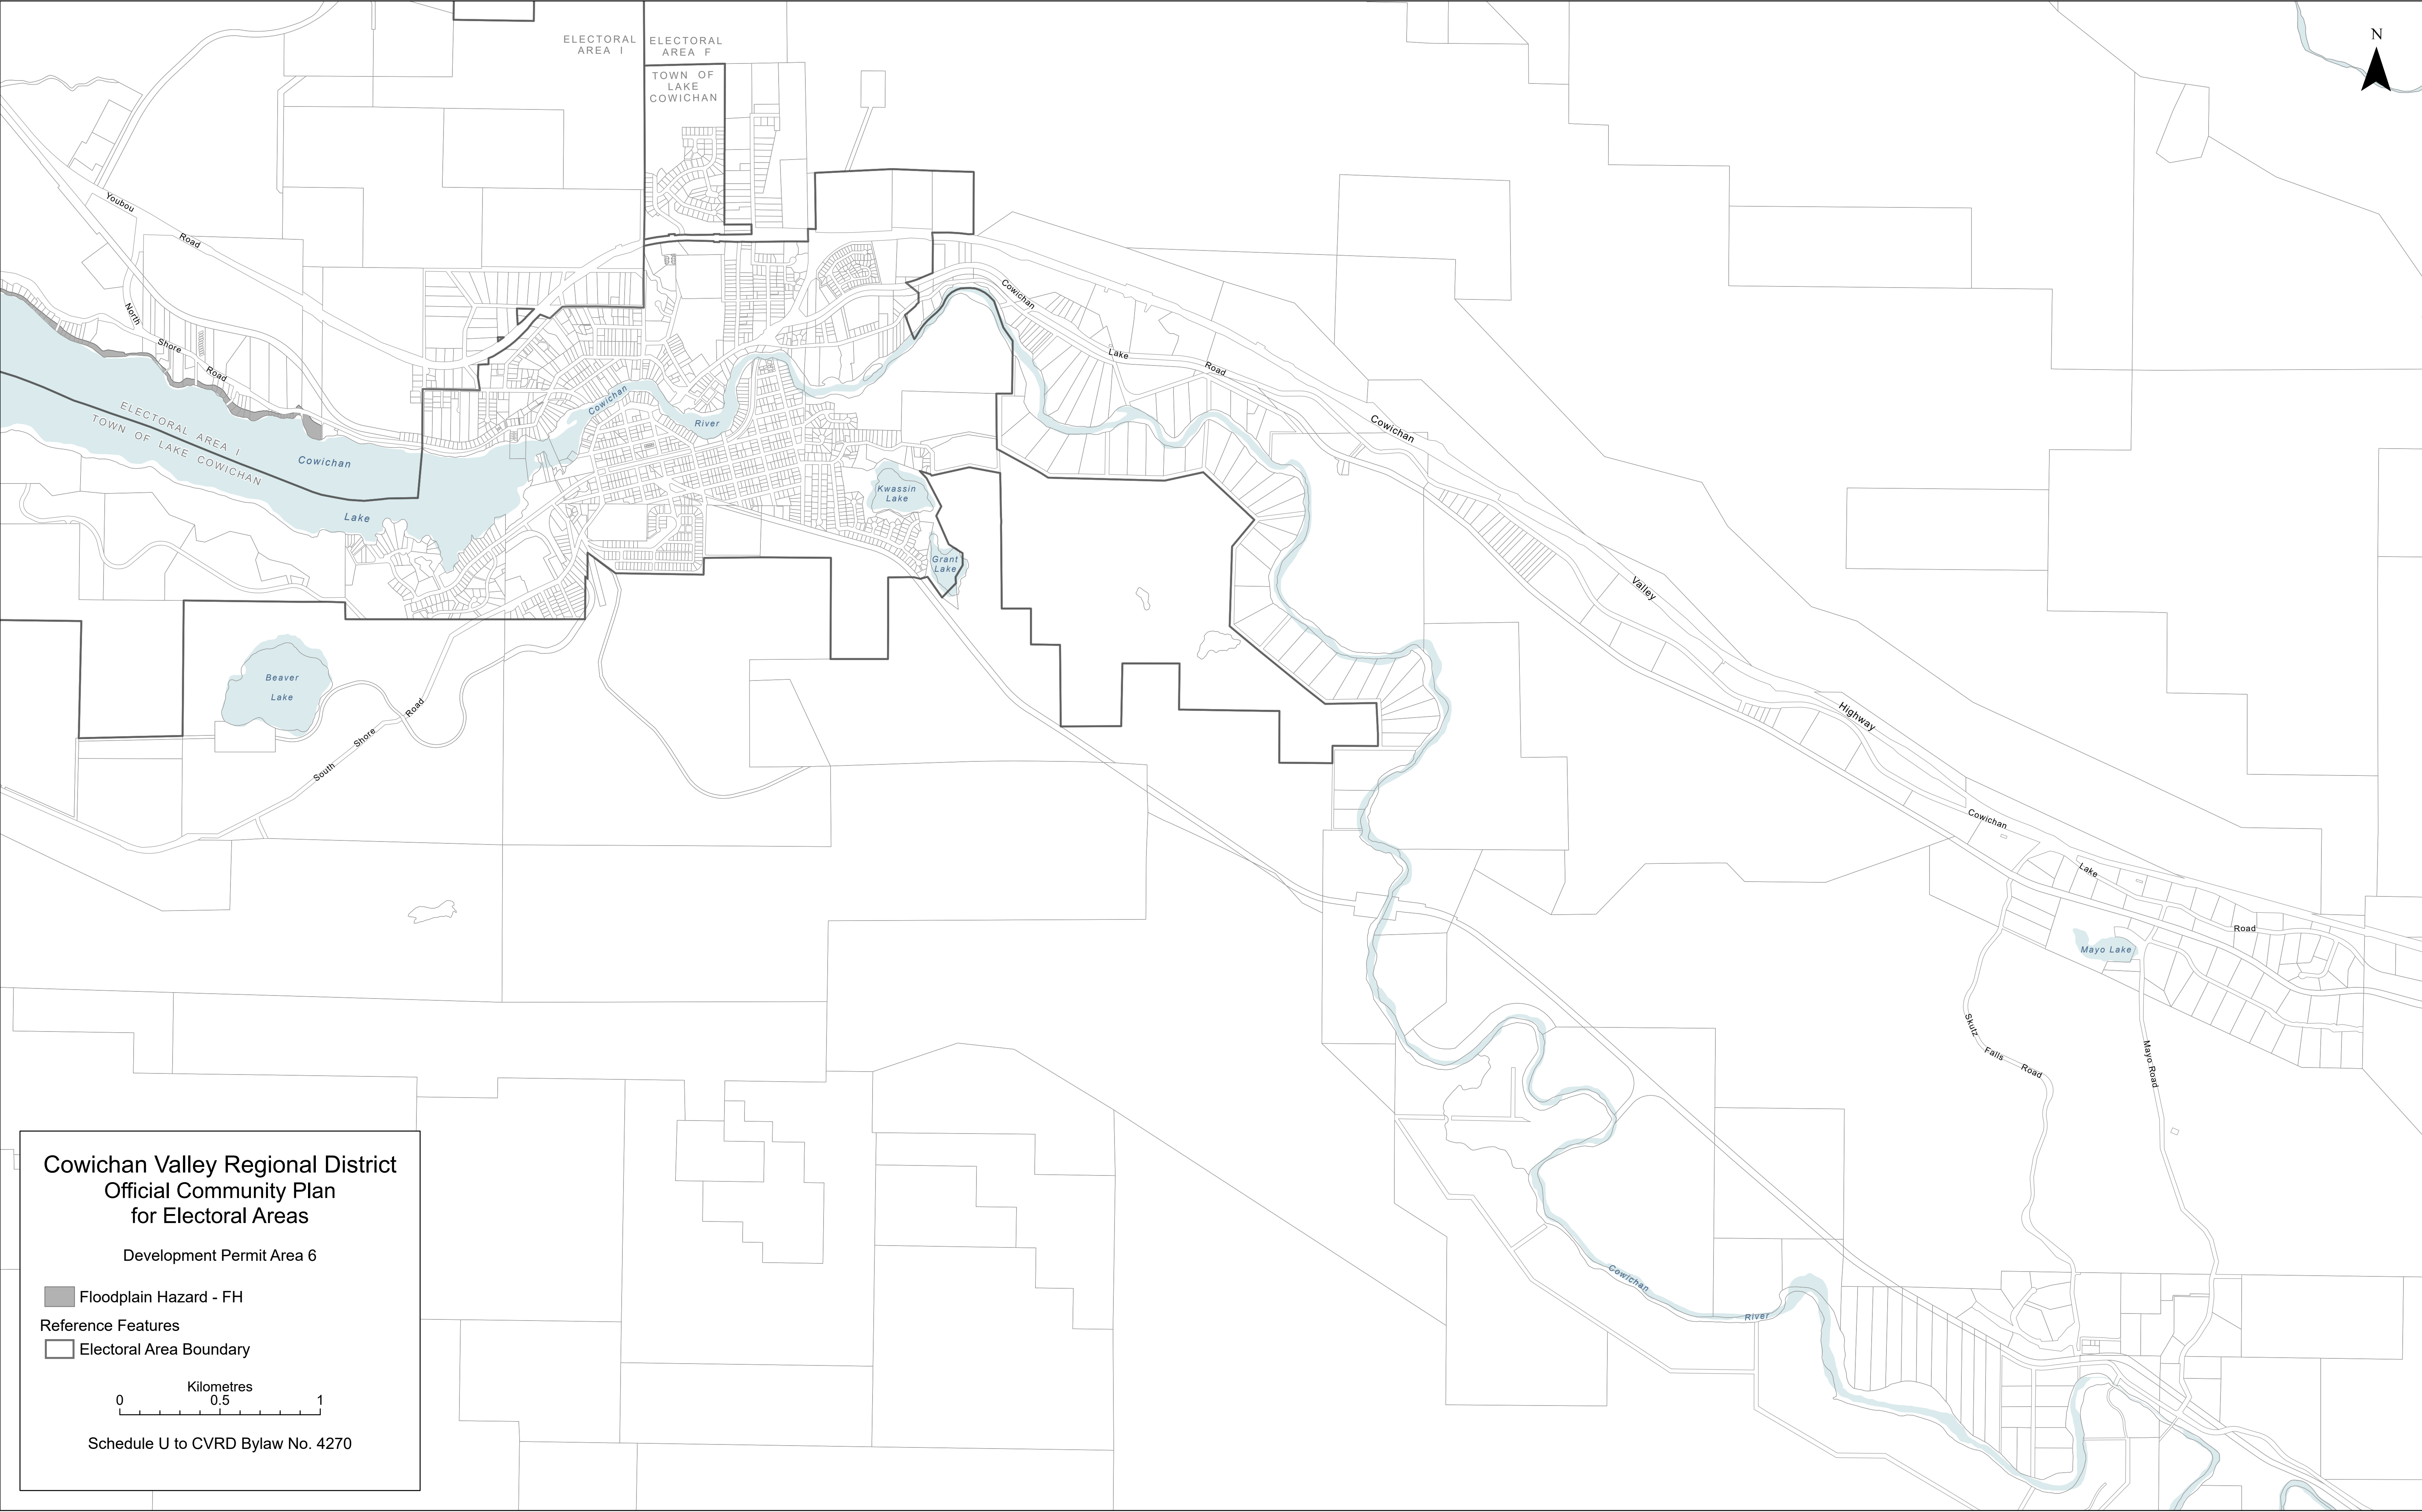 N
ELECTORAL
AREA I
ELECTORAL
AREA F
TOWN OF
LAKE
COWICHAN
Youbou
Road
North
Shore
Road
Cowichan
Lake
Road
ELECTORAL AREA I
TOWN OF LAKE COWICHAN
Cowichan
Lake
Cowichan
River
Kwassin
Lake
Grant
Lake
Cowichan
Valley
Highway
Beaver
Lake
South
Shore
Road
Cowichan
Lake
Road
Mayo Lake
Skutz
Falls
Road
Mayo Road
Cowichan
River
Cowichan Valley Regional District
Official Community Plan
for Electoral Areas
Development Permit Area 6
Floodplain Hazard - FH
Reference Features
Electoral Area Boundary
Kilometres
0 0.5 1
Schedule U to CVRD Bylaw No. 4270